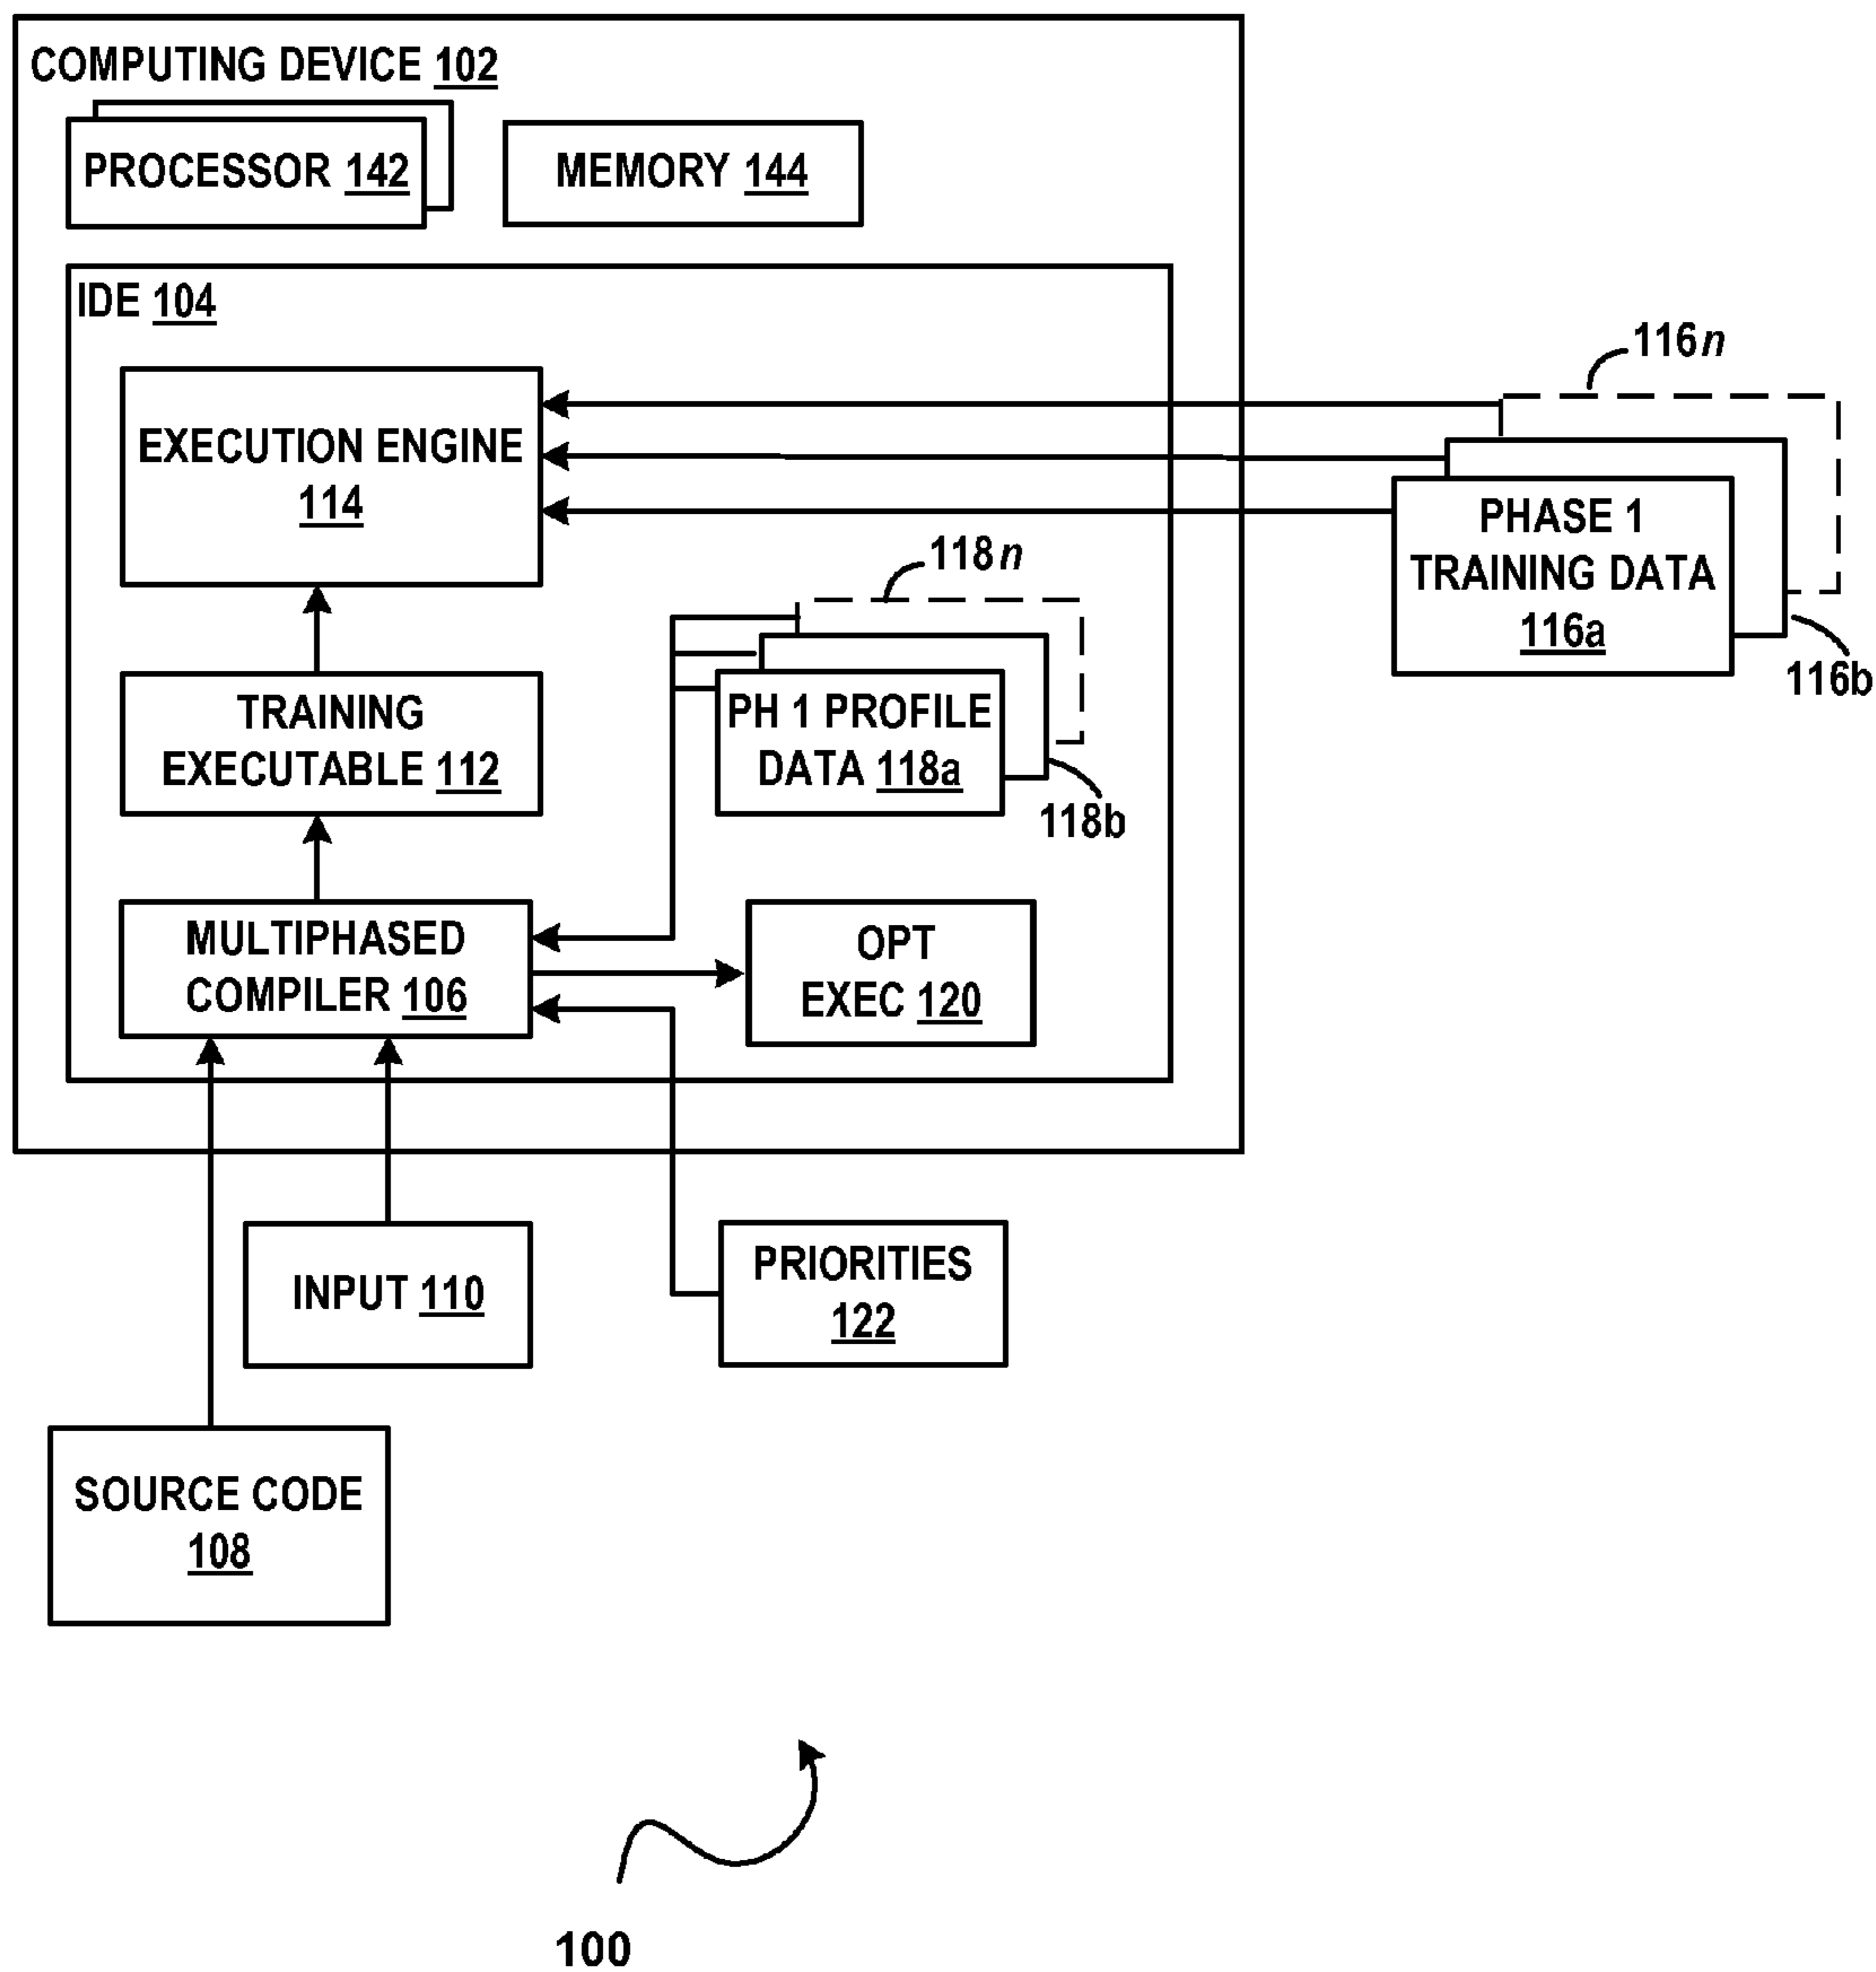 COMPUTING DEVICE 102
PROCESSOR 142
MEMORY 144
IDE 104
116n
EXECUTION ENGINE
114
PHASE 1
TRAINING DATA
116a
116b
118n
TRAINING
EXECUTABLE 112
PH 1 PROFILE
DATA 118a
118b
MULTIPHASED
COMPILER 106
OPT
EXEC 120
INPUT 110
PRIORITIES
122
SOURCE CODE
108
100